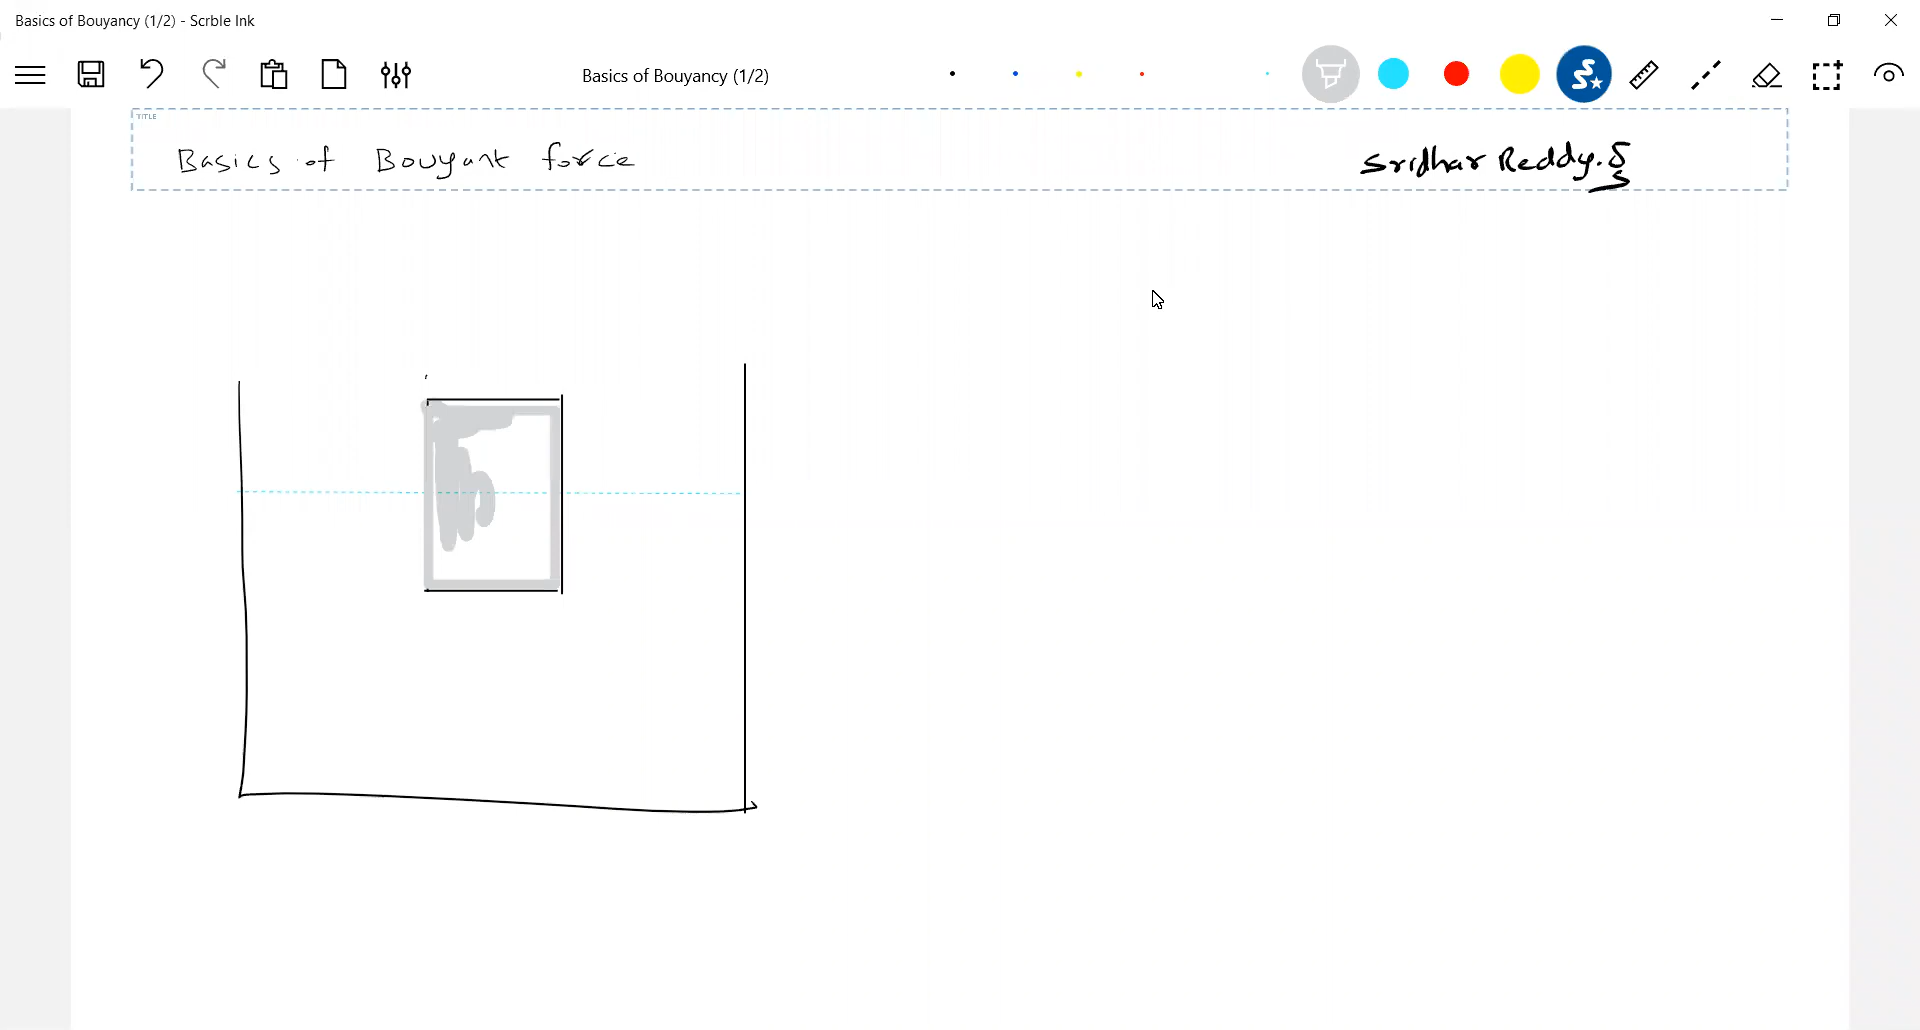 Basics of Bouyancy (1/2) - Scrble Ink
Basics of Bouyancy (1/2)
TITLE
Basics of Bouyant force
Sridhar Reddy.S